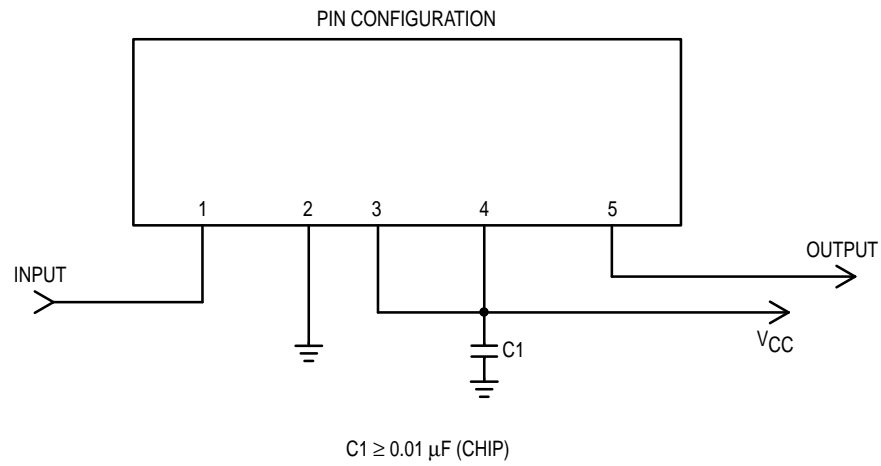 PIN CONFIGURATION
1 2 3 4 5
INPUT
OUTPUT
VCC
C1
C1 ≥ 0.01 μF (CHIP)